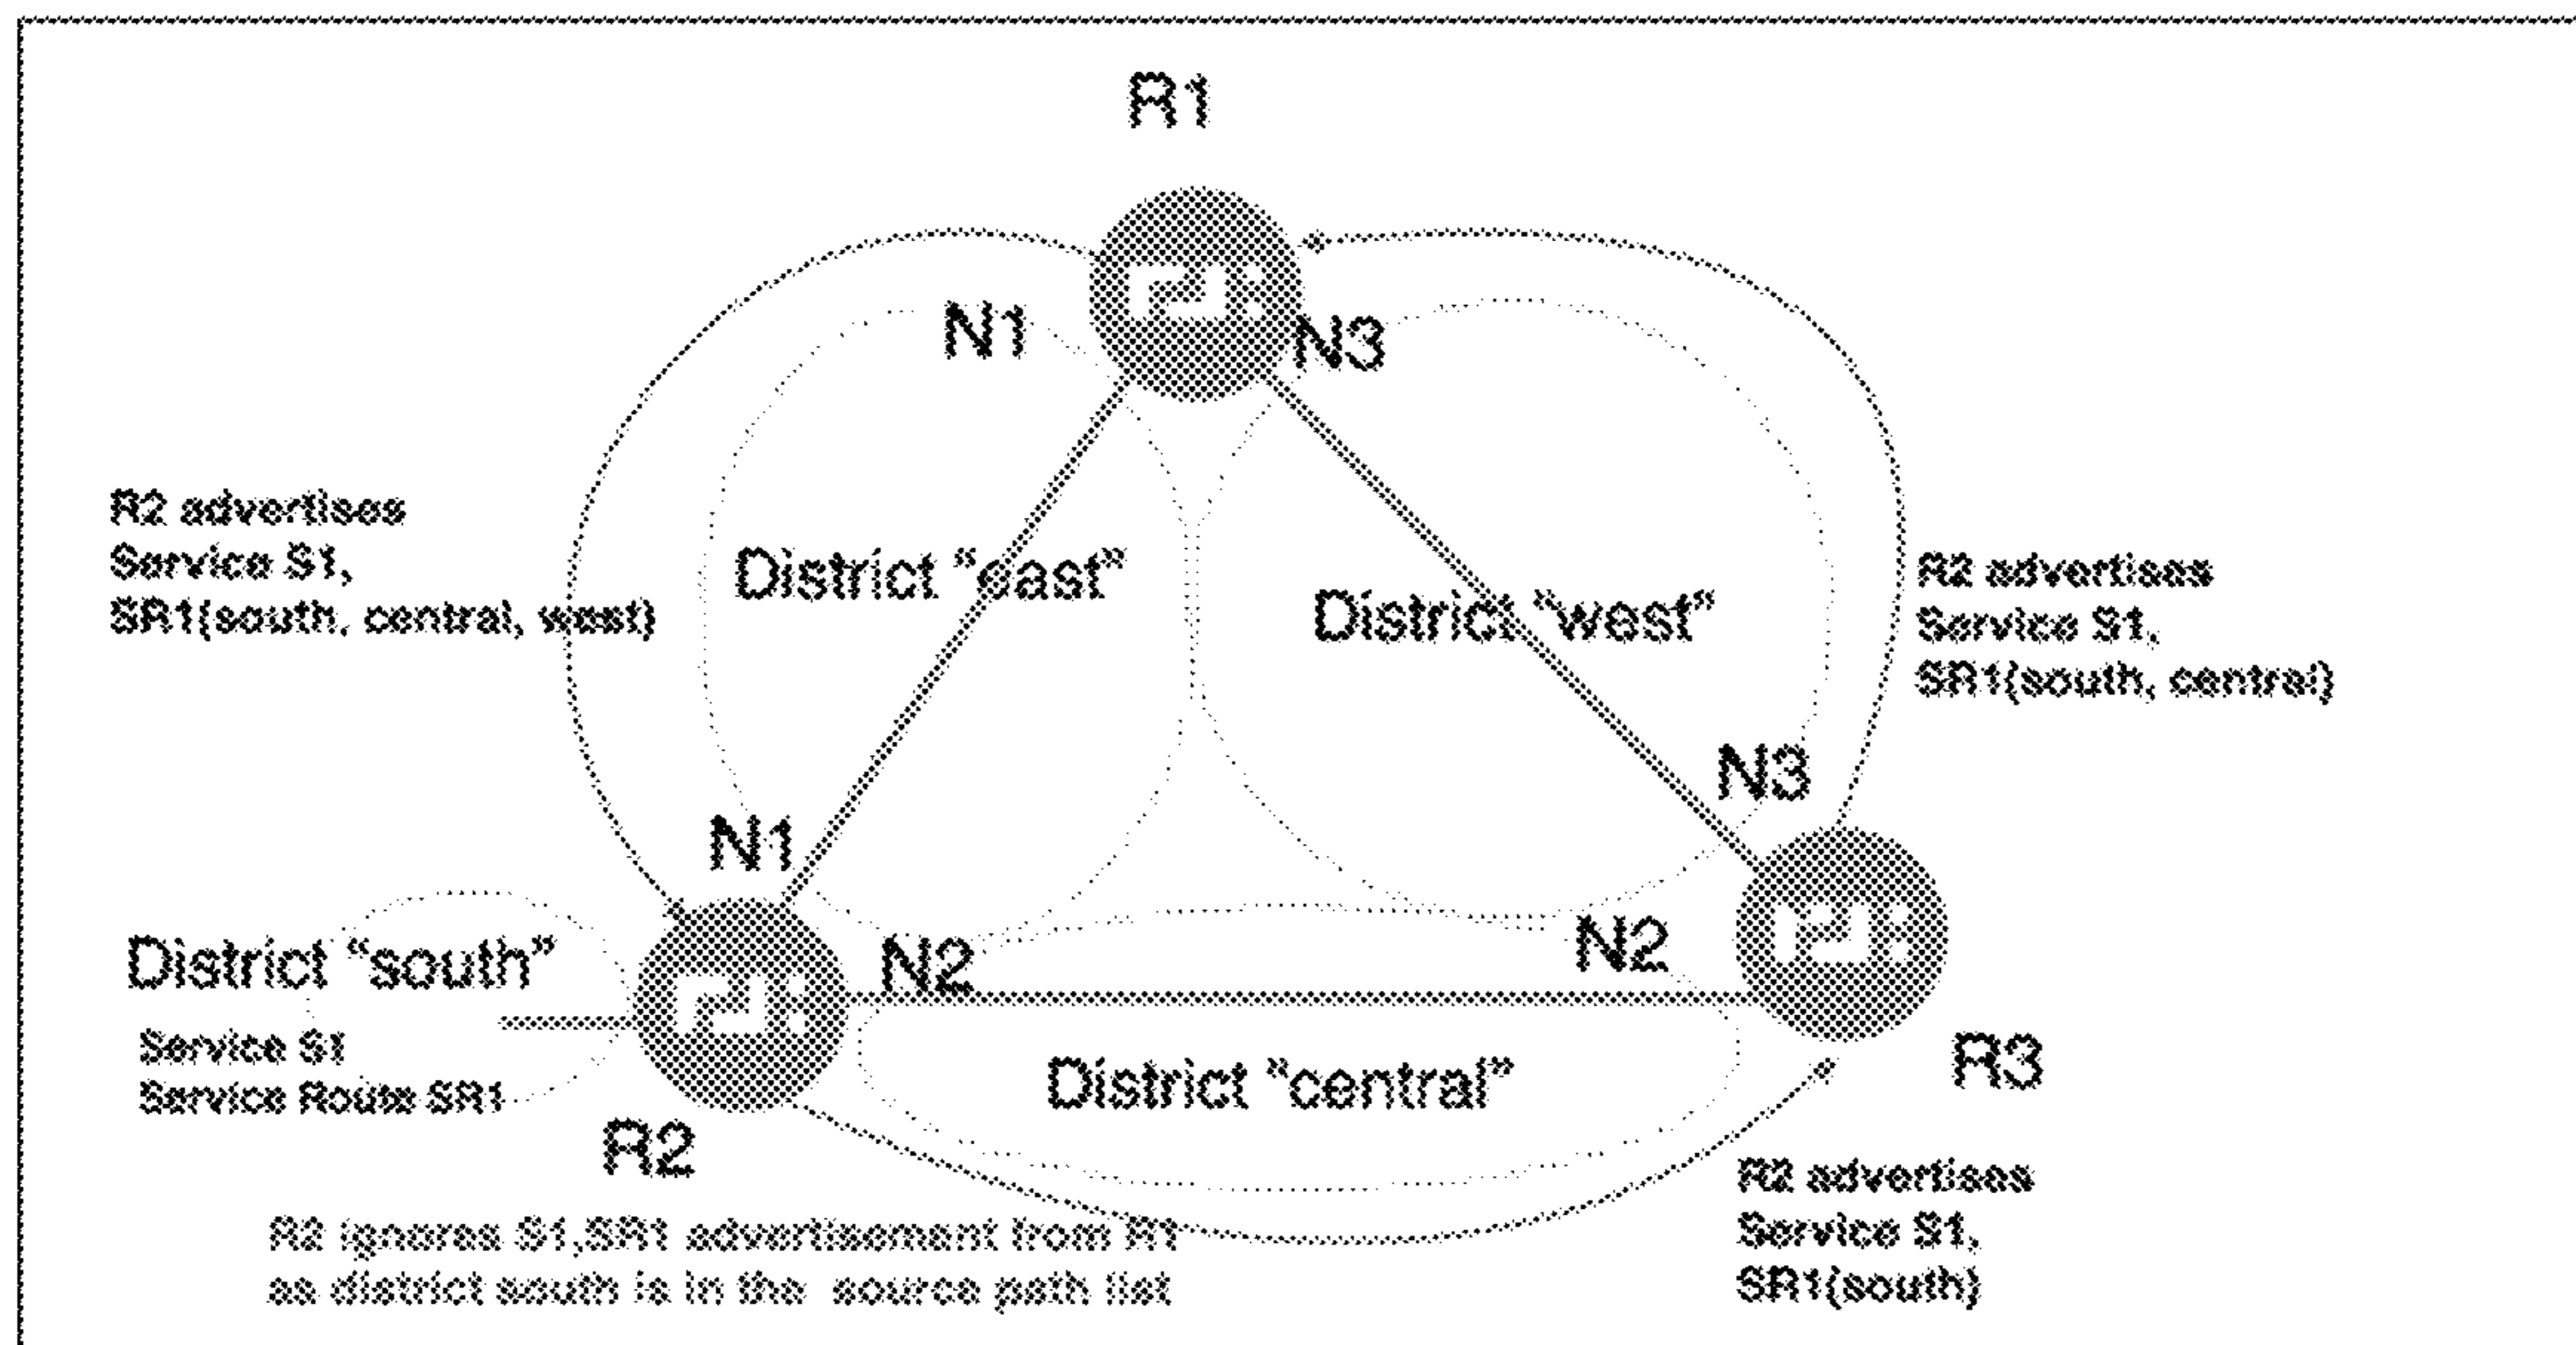 R1
N1
N3
R2 advertises
Service S1,
SR1(south, central, west)
District “east”
District “west”
R2 advertises
Service S1,
SR1(south, central)
N3
N1
District “south”
N2
N2
Service S1
Service Route SR1
District “central”
R3
R2
R2 advertises
Service S1,
SR1(south)
R2 ignores S1,SR1 advertisement from R1
as district south is in the source path list